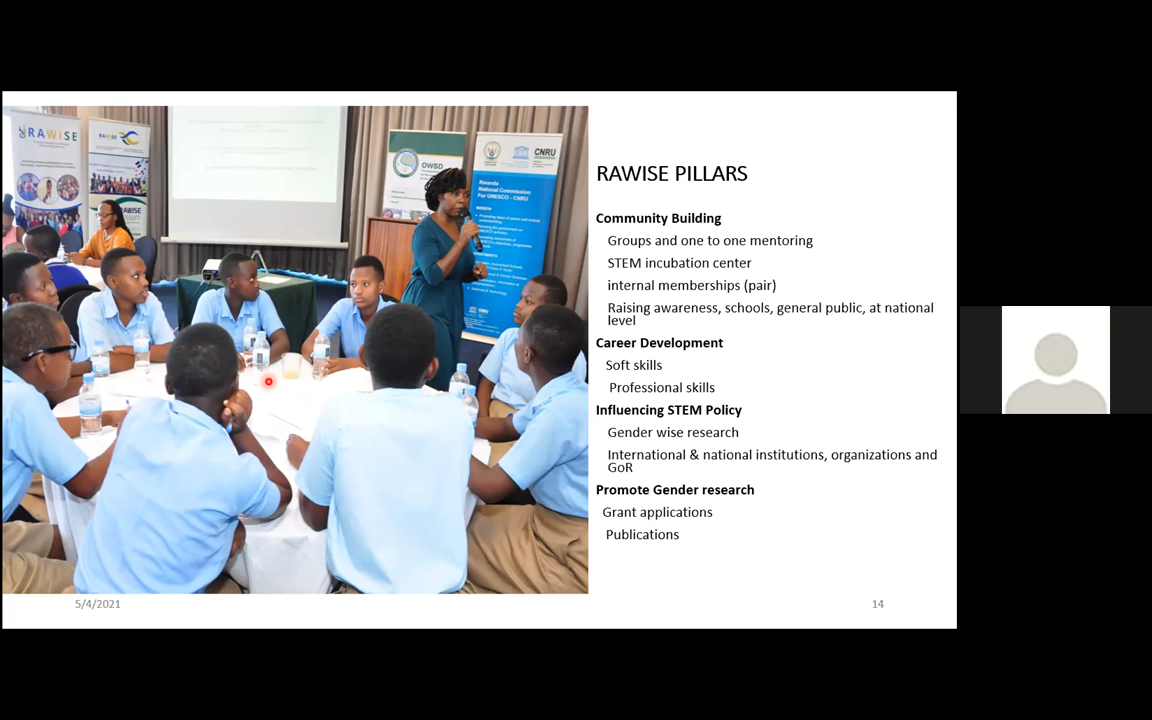 RAWISE
RAWISE
OWSD
CNRU
Rwanda
National Commission
For UNESCO - CNRU
RAWISE PILLARS
Community Building
Groups and one to one mentoring
STEM incubation center
internal memberships (pair)
Raising awareness, schools, general public, at national
level
Career Development
Soft skills
Professional skills
Influencing STEM Policy
Gender wise research
International & national institutions, organizations and
GoR
Promote Gender research
Grant applications
Publications
5/4/2021
14